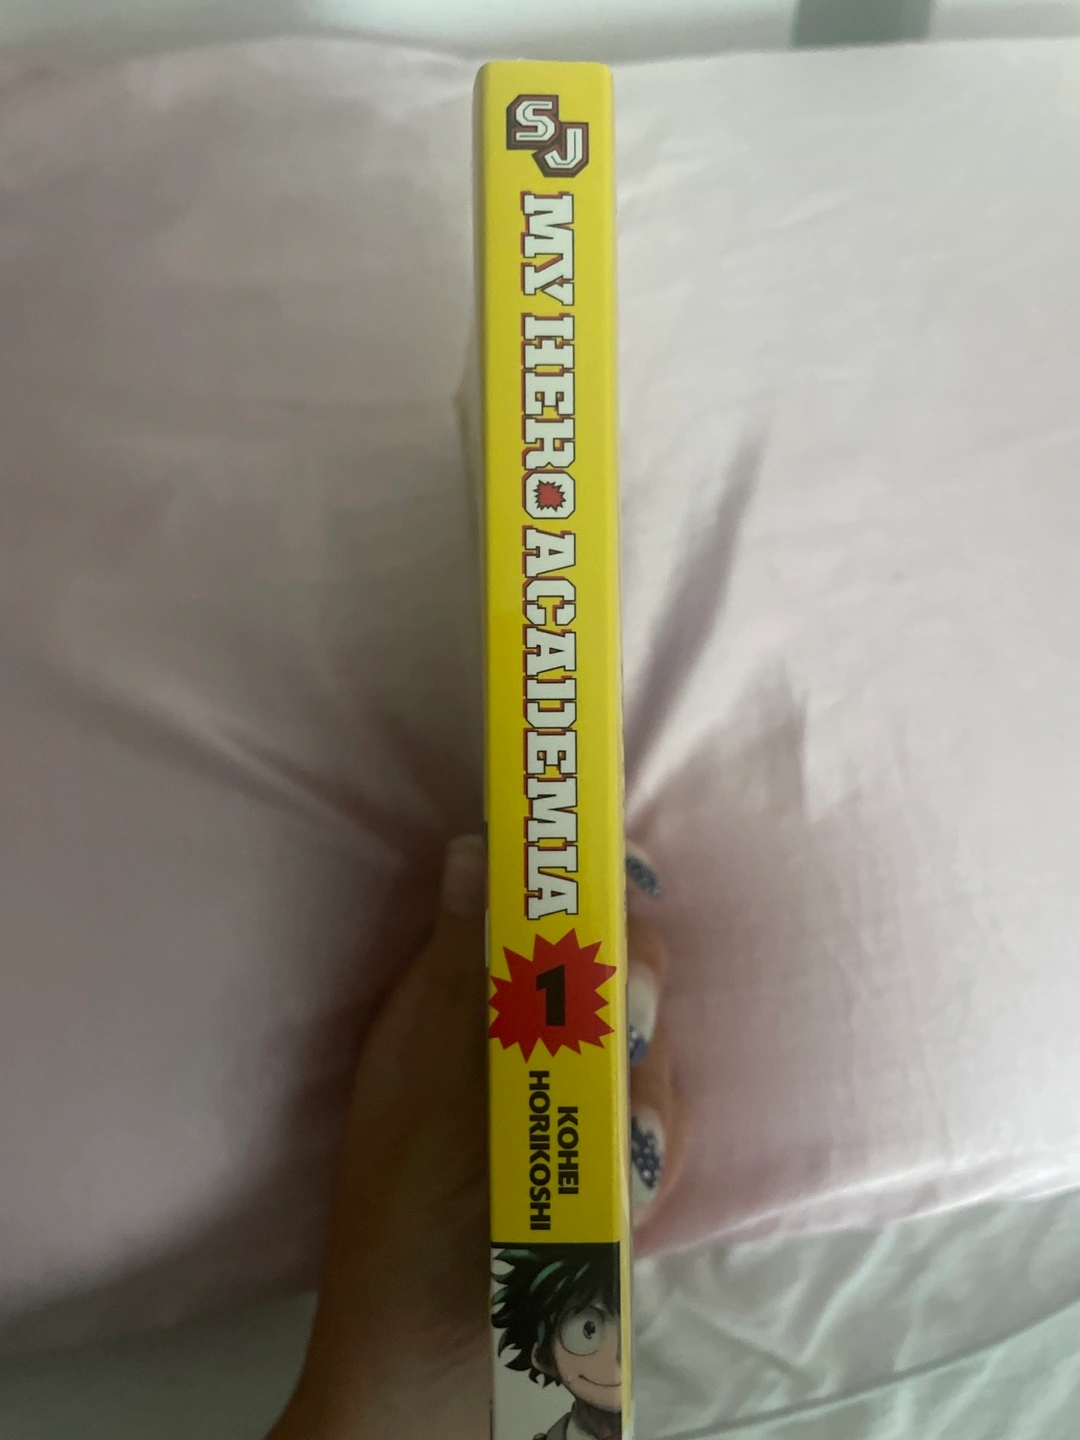 SJ
MY HERO ACADEMIA
1
KOHEI
HORIKOSHI